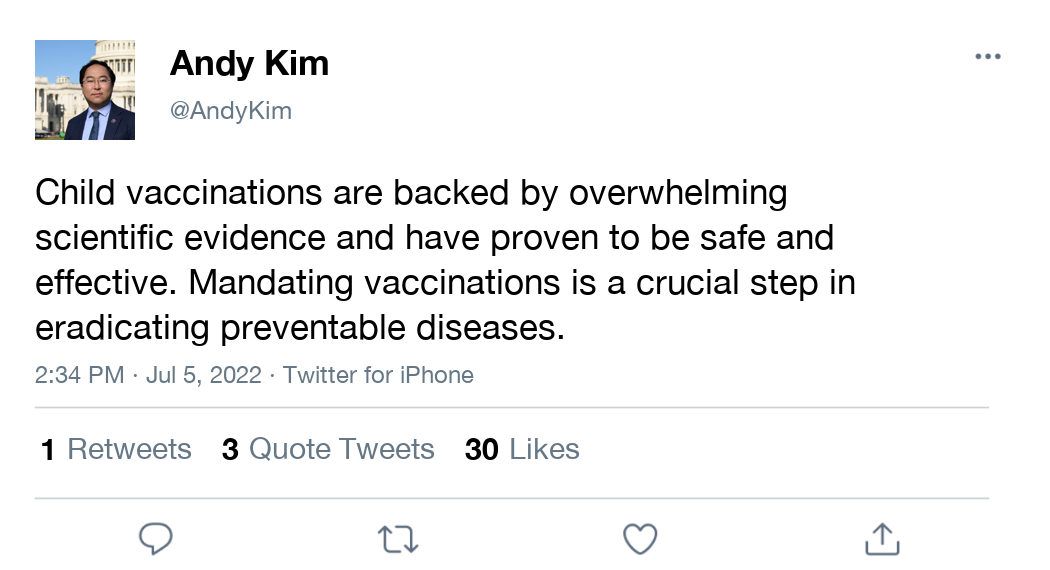 Andy Kim
@AndyKim
Child vaccinations are backed by overwhelming
scientific evidence and have proven to be safe and
effective. Mandating vaccinations is a crucial step in
eradicating preventable diseases.
2:34 PM · Jul 5, 2022 · Twitter for iPhone
1 Retweets 3 Quote Tweets 30 Likes